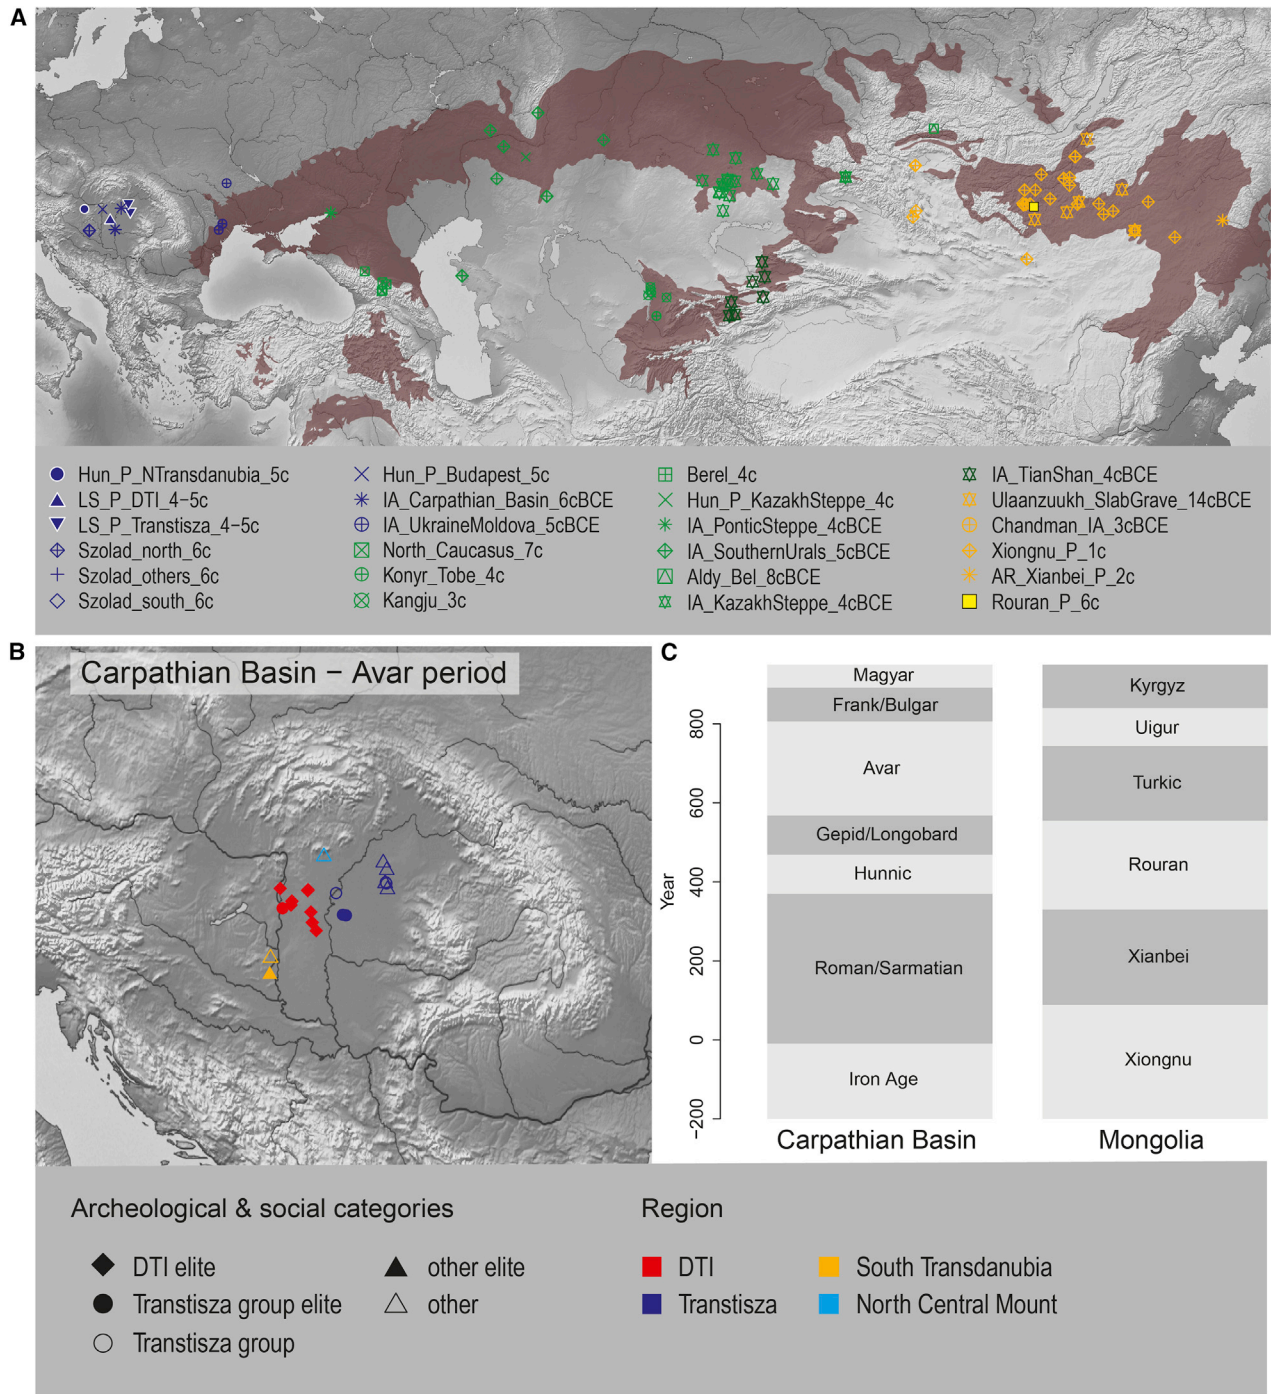 A
Hun_P_NTransdanubia_5c
LS_P_DTI_4−5c
LS_P_Transtisza_4−5c
Szolad_north_6c
Szolad_others_6c
Szolad_south_6c
Hun_P_Budapest_5c
IA_Carpathian_Basin_6cBCE
IA_UkraineMoldova_5cBCE
North_Caucasus_7c
Konyr_Tobe_4c
Kangju_3c
Berel_4c
Hun_P_KazakhSteppe_4c
IA_PonticSteppe_4cBCE
IA_SouthernUrals_5cBCE
Aldy_Bel_8cBCE
IA_KazakhSteppe_4cBCE
IA_TianShan_4cBCE
Ulaanzuukh_SlabGrave_14cBCE
Chandman_IA_3cBCE
Xiongnu_P_1c
AR_Xianbei_P_2c
Rouran_P_6c
B
Carpathian Basin − Avar period
C
Year
800
600
400
200
0
−200
Magyar
Frank/Bulgar
Avar
Gepid/Longobard
Hunnic
Roman/Sarmatian
Iron Age
Carpathian Basin
Kyrgyz
Uigur
Turkic
Rouran
Xianbei
Xiongnu
Mongolia
Archeological & social categories
DTI elite
Transtisza group elite
Transtisza group
other elite
other
Region
DTI
Transtisza
South Transdanubia
North Central Mount